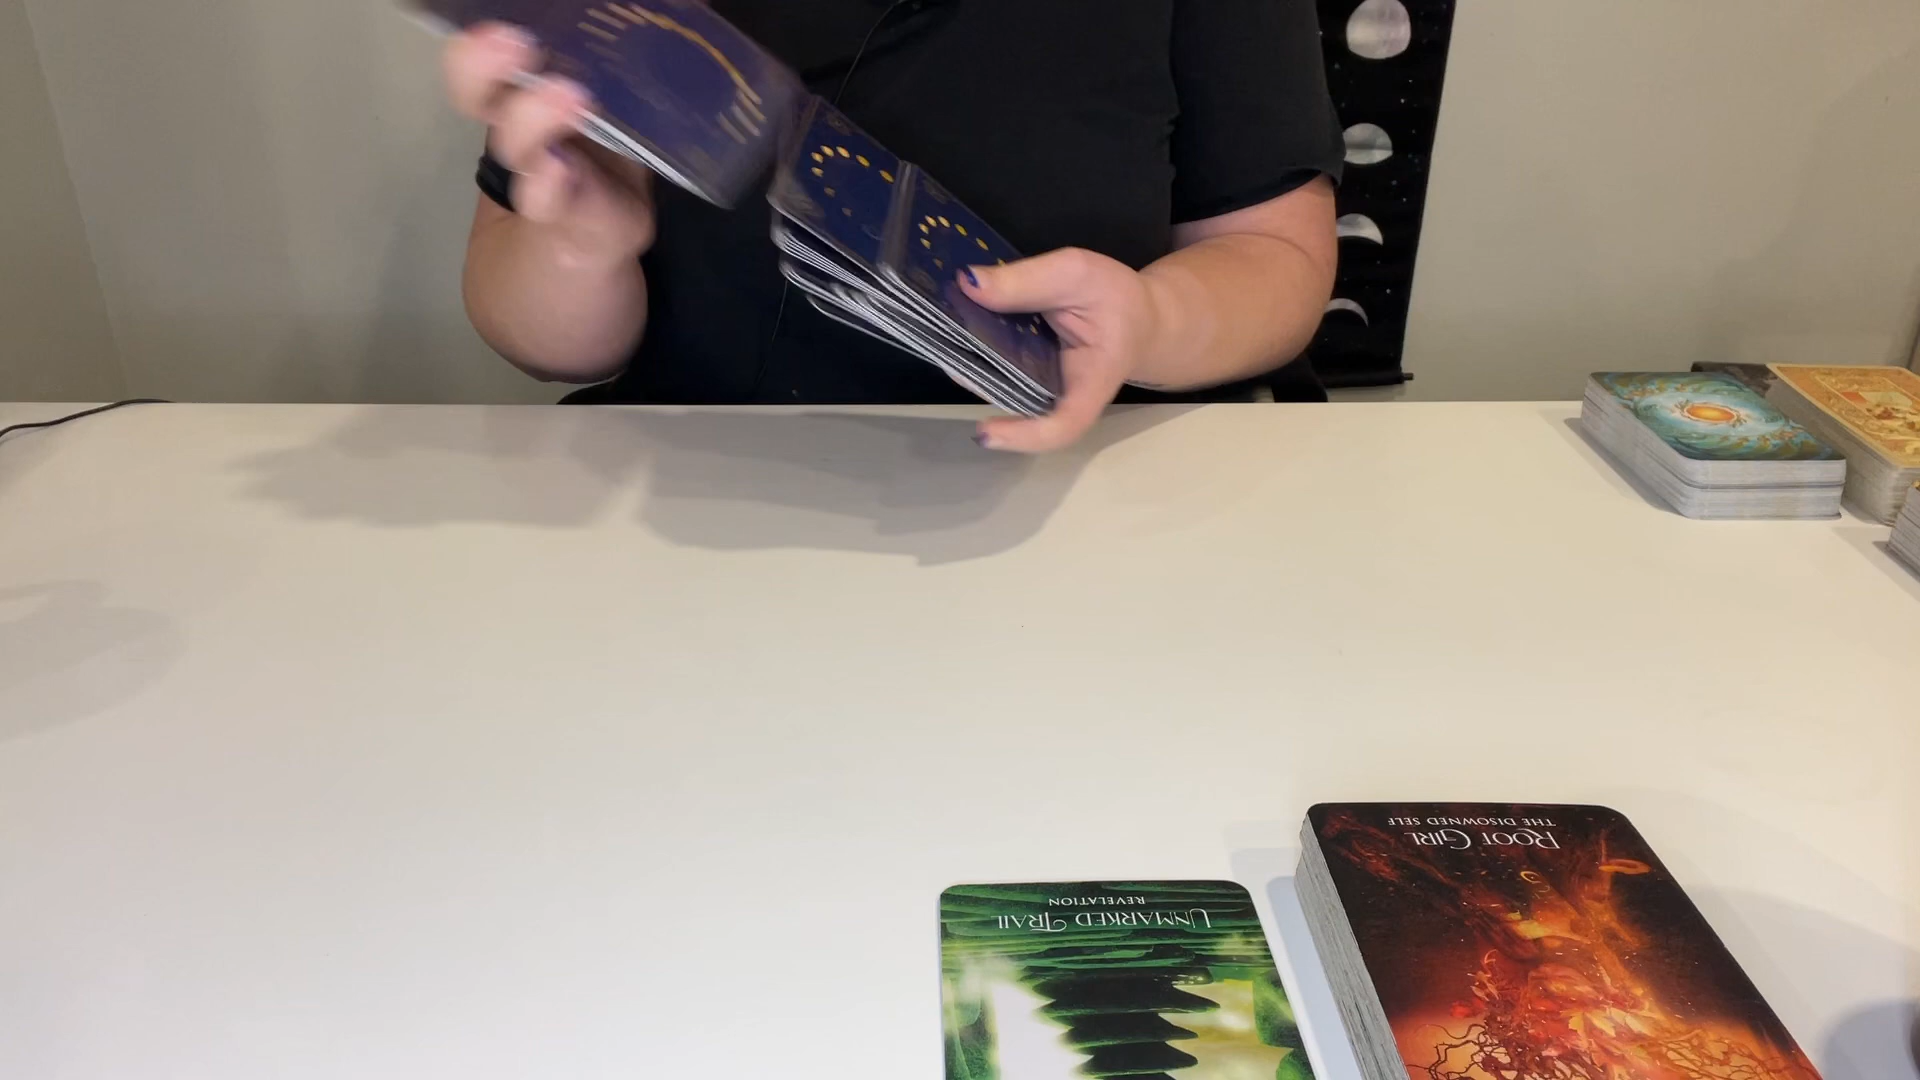 Root Girl
The Disowned Self
Unmarked Trail
Revelation